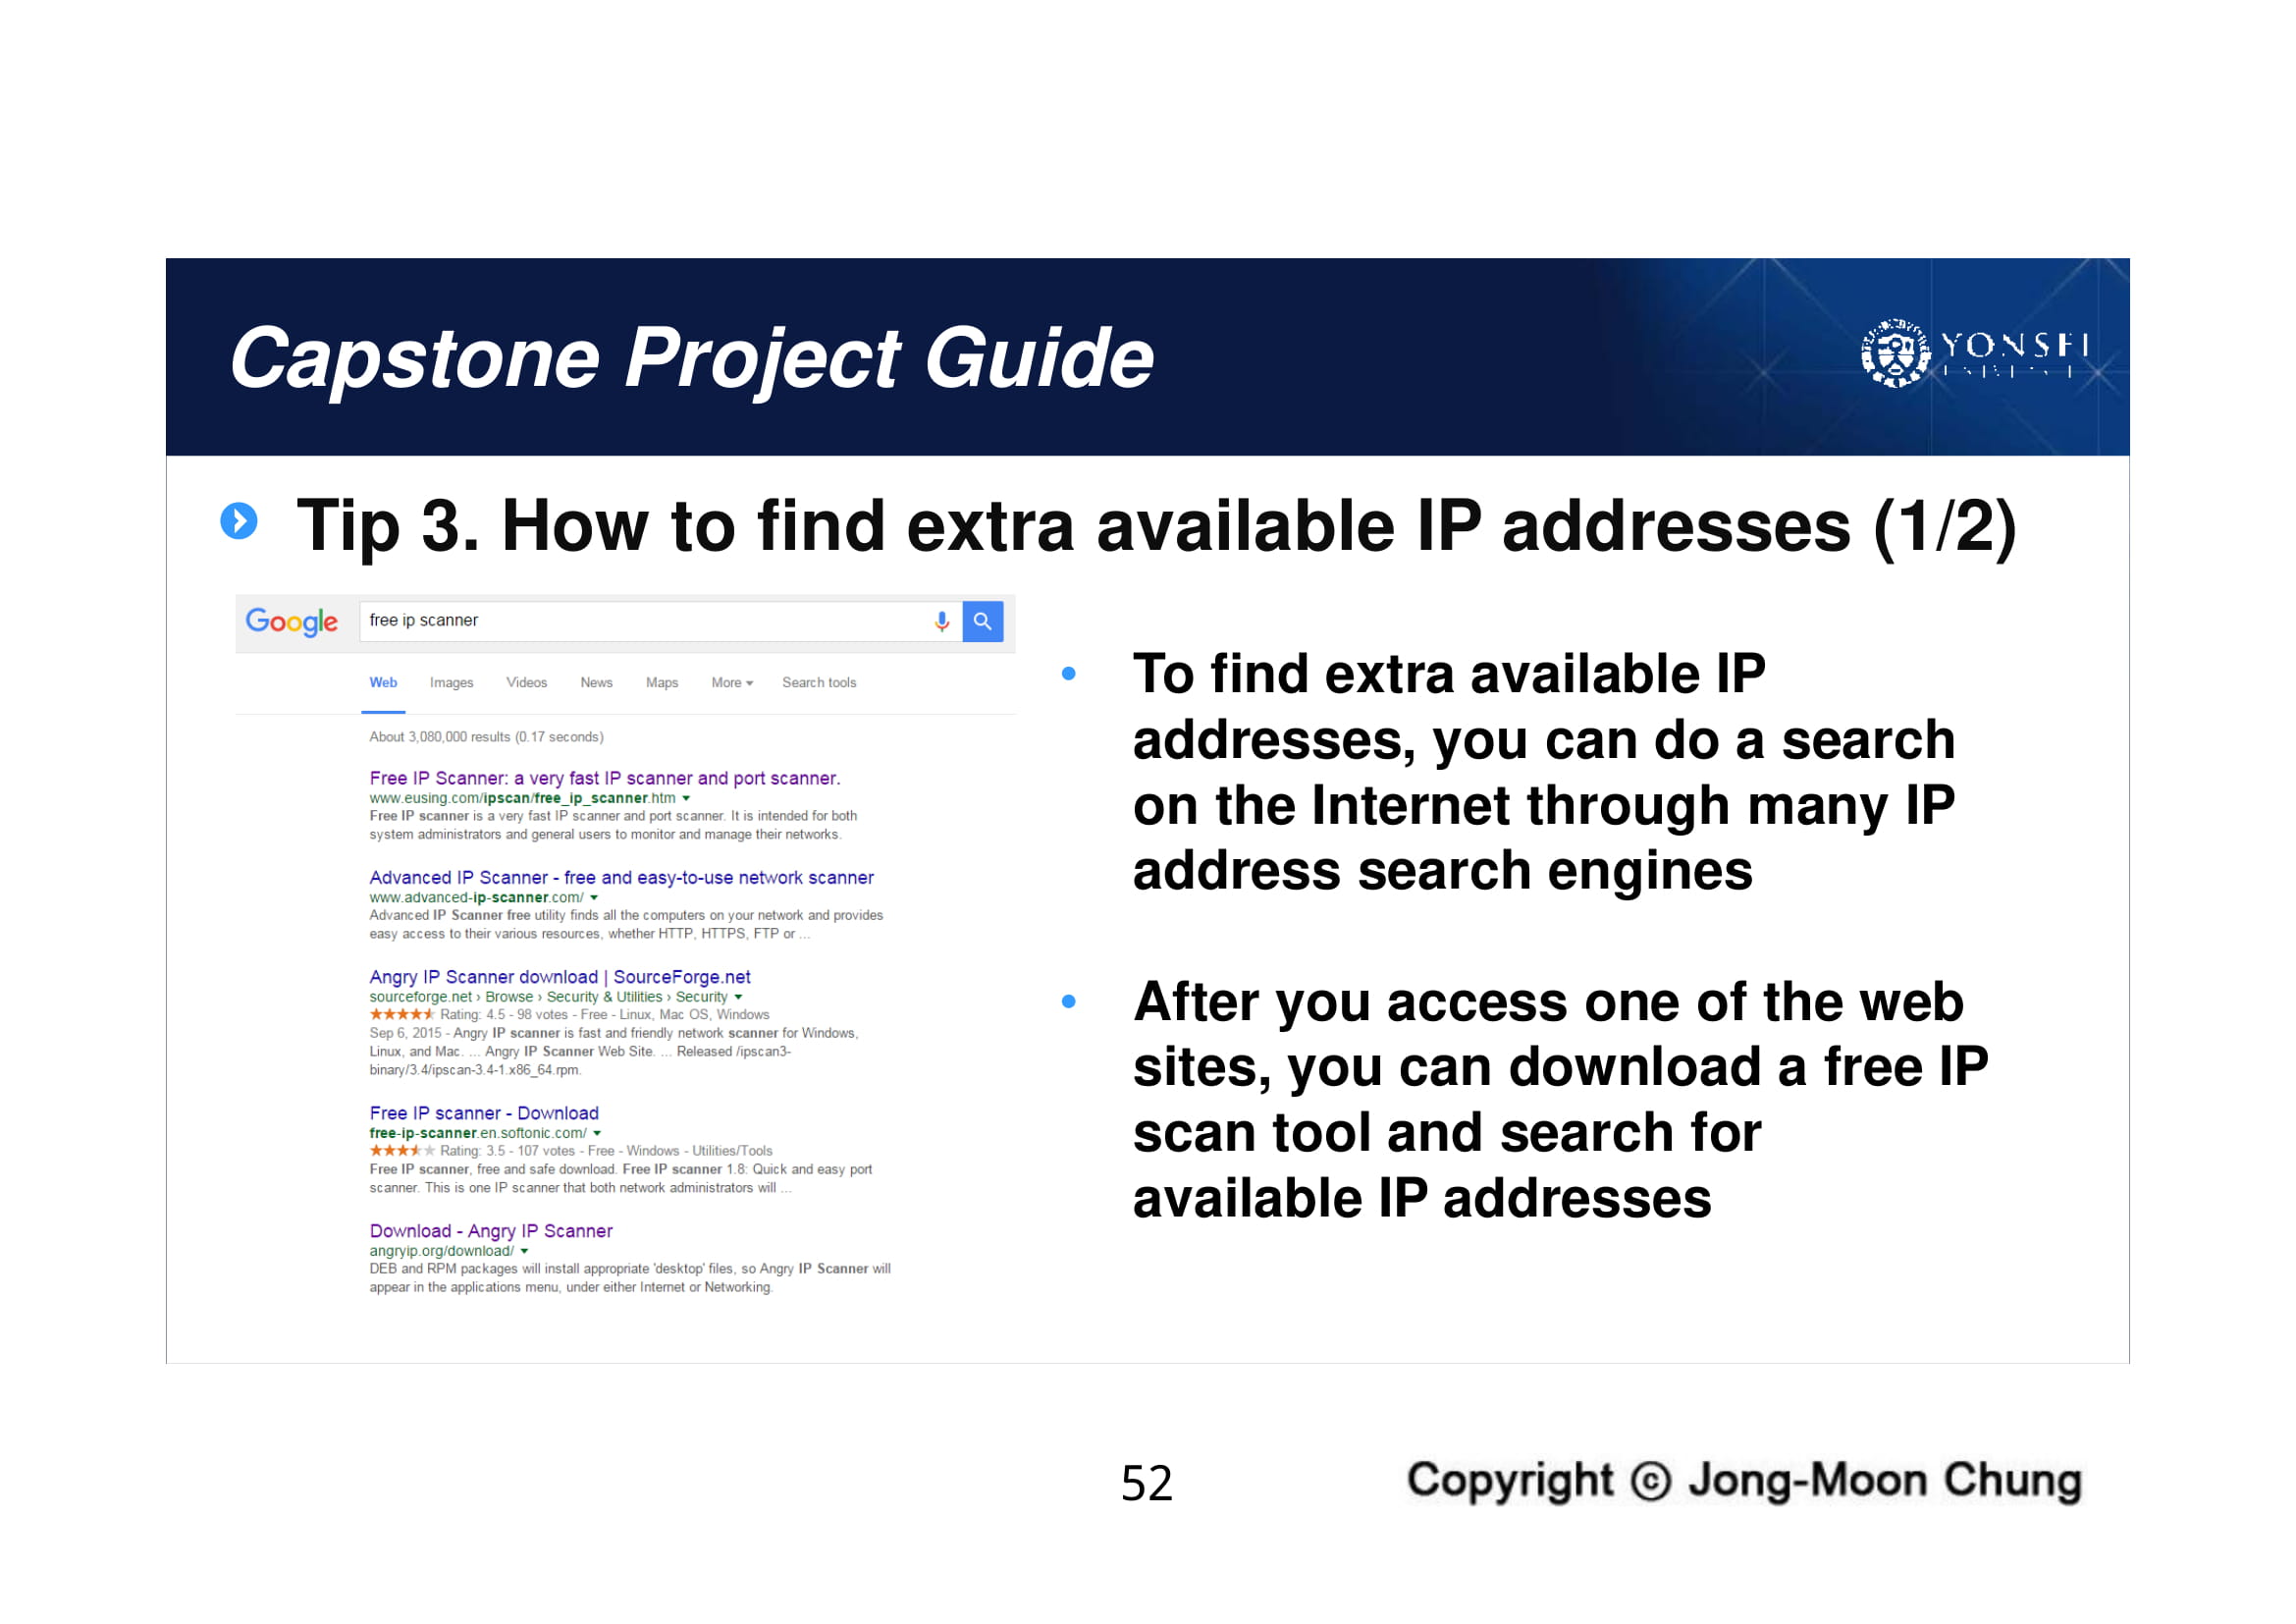 Capstone Project Guide
YONSEI
Tip 3. How to find extra available IP addresses (1/2)
Google
free ip scanner
Web Images Videos News Maps More Search tools
About 3,080,000 results (0.17 seconds)
Free IP Scanner: a very fast IP scanner and port scanner.
www.eusing.com/ipscan/free_ip_scanner.htm
Free IP scanner is a very fast IP scanner and port scanner. It is intended for both
system administrators and general users to monitor and manage their networks.
Advanced IP Scanner - free and easy-to-use network scanner
www.advanced-ip-scanner.com/
Advanced IP Scanner free utility finds all the computers on your network and provides
easy access to their various resources, whether HTTP, HTTPS, FTP or ...
Angry IP Scanner download | SourceForge.net
sourceforge.net › Browse › Security & Utilities › Security
Rating: 4.5 - 98 votes - Free - Linux, Mac OS, Windows
Sep 6, 2015 - Angry IP scanner is fast and friendly network scanner for Windows,
Linux, and Mac. ... Angry IP Scanner Web Site. ... Released /ipscan3-
binary/3.4/ipscan-3.4-1.x86_64.rpm.
Free IP scanner - Download
free-ip-scanner.en.softonic.com/
Rating: 3.5 - 107 votes - Free - Windows - Utilities/Tools
Free IP scanner, free and safe download. Free IP scanner 1.8: Quick and easy port
scanner. This is one IP scanner that both network administrators will ...
Download - Angry IP Scanner
angryip.org/download/
DEB and RPM packages will install appropriate 'desktop' files, so Angry IP Scanner will
appear in the applications menu, under either Internet or Networking.
• To find extra available IP
addresses, you can do a search
on the Internet through many IP
address search engines
• After you access one of the web
sites, you can download a free IP
scan tool and search for
available IP addresses
52
Copyright © Jong-Moon Chung